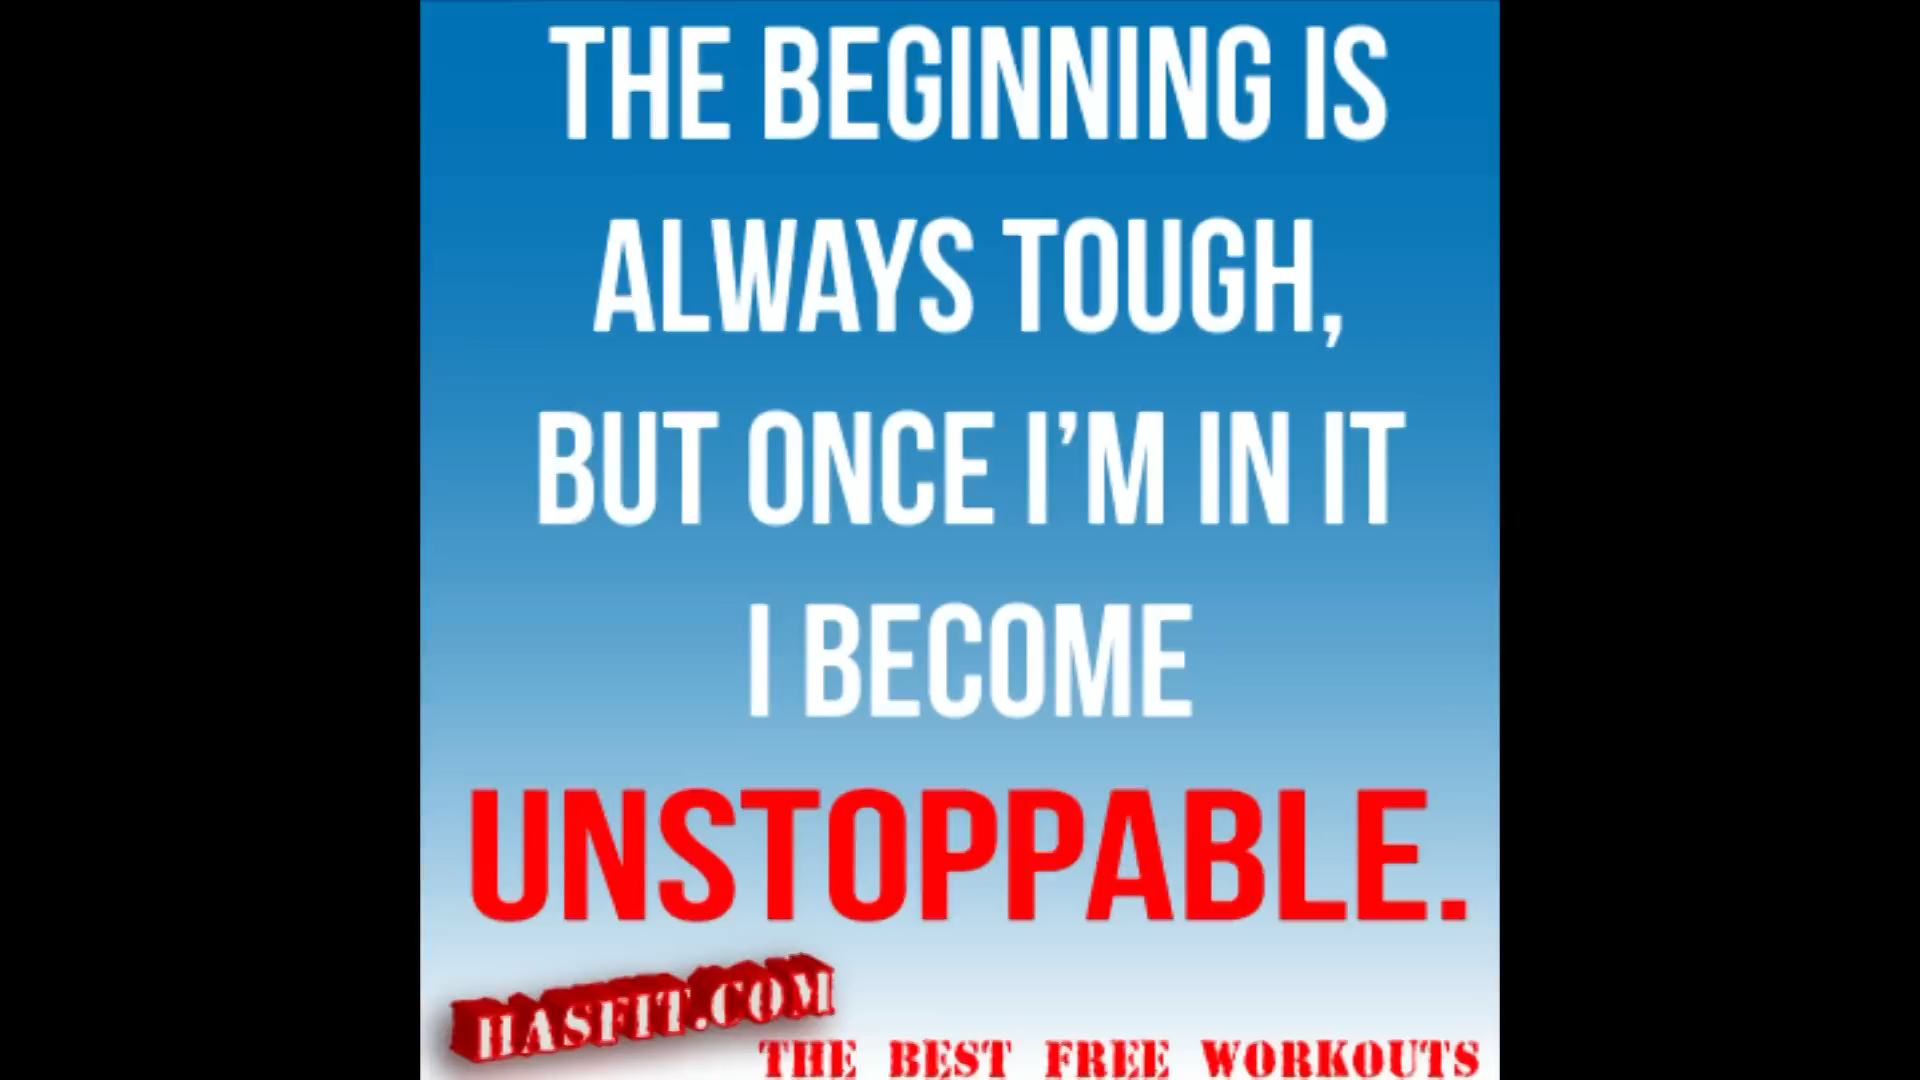 THE BEGINNING IS
ALWAYS TOUGH,
BUT ONCE I’M IN IT
I BECOME
UNSTOPPABLE.
HASFIT.COM
THE BEST FREE WORKOUTS